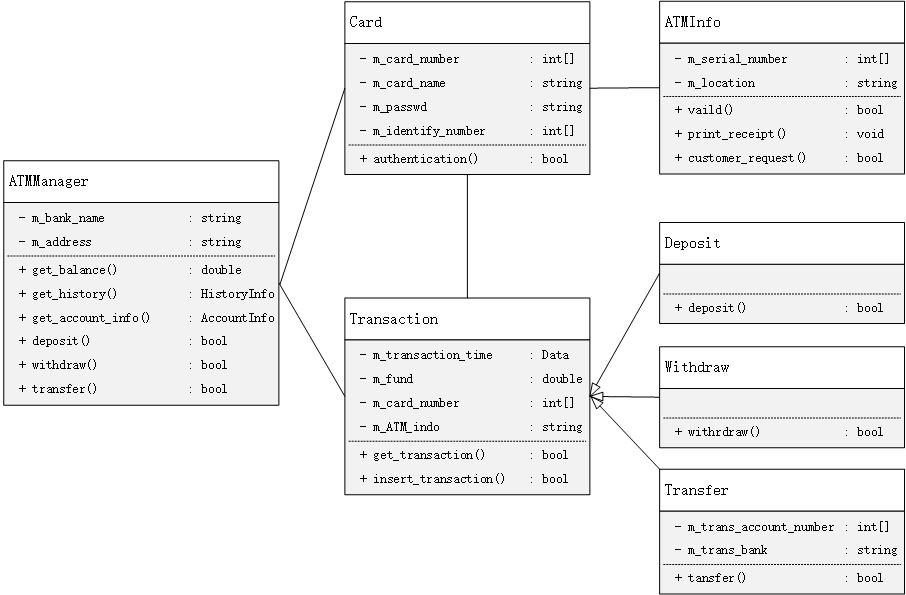 Card
- m_card_number : int[]
- m_card_name : string
- m_passwd : string
- m_identify_number : int[]
+ authentication() : bool
ATMInfo
- m_serial_number : int[]
- m_location : string
+ vaild() : bool
+ print_receipt() : void
+ customer_request() : bool
ATMManager
- m_bank_name : string
- m_address : string
+ get_balance() : double
+ get_history() : HistoryInfo
+ get_account_info() : AccountInfo
+ deposit() : bool
+ withdraw() : bool
+ transfer() : bool
Transaction
- m_transaction_time : Data
- m_fund : double
- m_card_number : int[]
- m_ATM_indo : string
+ get_transaction() : bool
+ insert_transaction() : bool
Deposit
+ deposit() : bool
Withdraw
+ withrdraw() : bool
Transfer
- m_trans_account_number : int[]
- m_trans_bank : string
+ tansfer() : bool